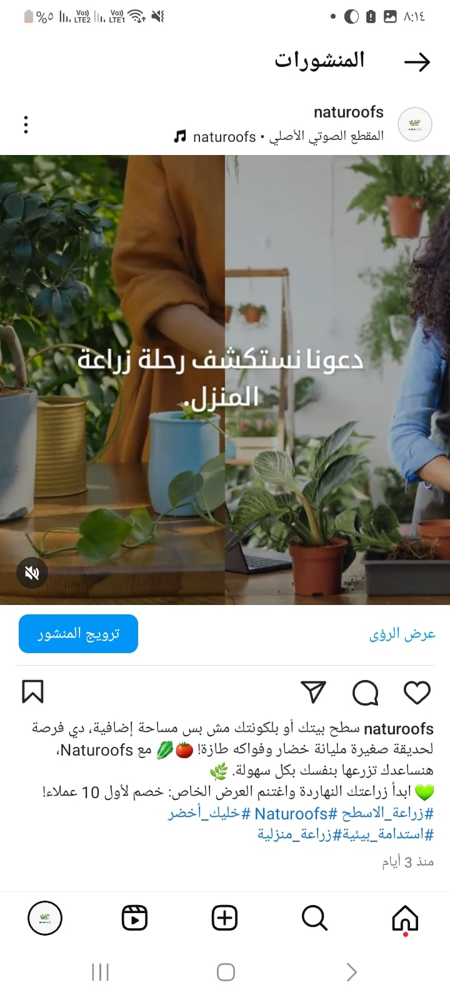 ٨:١٤
%٥
Vo))
LTE2
Vo))
LTE1
المنشورات
naturoofs
المقطع الصوتي الأصلي • naturoofs
دعونا نستكشف رحلة زراعة
المنزل.
عرض الرؤى
ترويج المنشور
naturoofs سطح بيتك أو بلكونتك مش بس مساحة إضافية، دي فرصة
لحديقة صغيرة مليانة خضار وفواكه طازة! 🍅🥒 مع Naturoofs،
هنساعدك تزرعها بنفسك بكل سهولة. 🌿
💚 ابدأ زراعتك النهاردة واغتنم العرض الخاص: خصم لأول 10 عملاء!
#زراعة_الاسطح #Naturoofs #خليك_أخضر
#استدامة_بيئية#زراعة_منزلية
منذ 3 أيام